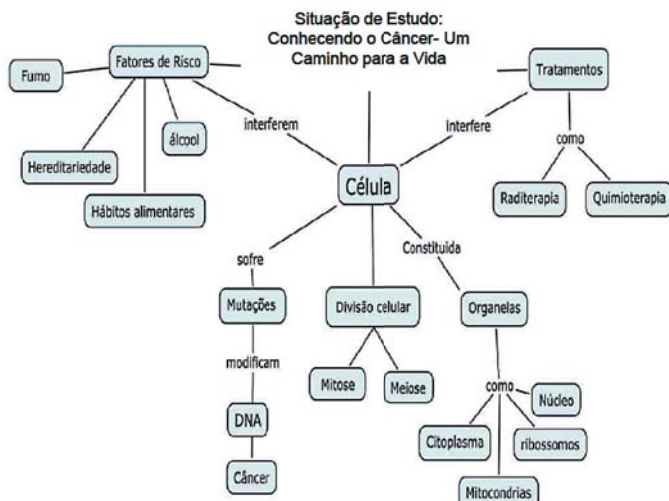 Situação de Estudo:
Conhecendo o Câncer- Um
Caminho para a Vida
Fatores de Risco
Fumo
Tratamentos
interferem
Interfere
álcool
como
Hereditariedade
Célula
Raditerapia
Quimioterapia
Hábitos alimentares
Constituida
sofre
Mutações
Divisão celular
Organelas
modificam
Mitose
Meiose
como
Núcleo
DNA
Citoplasma
ribossomos
Câncer
Mitocondrias